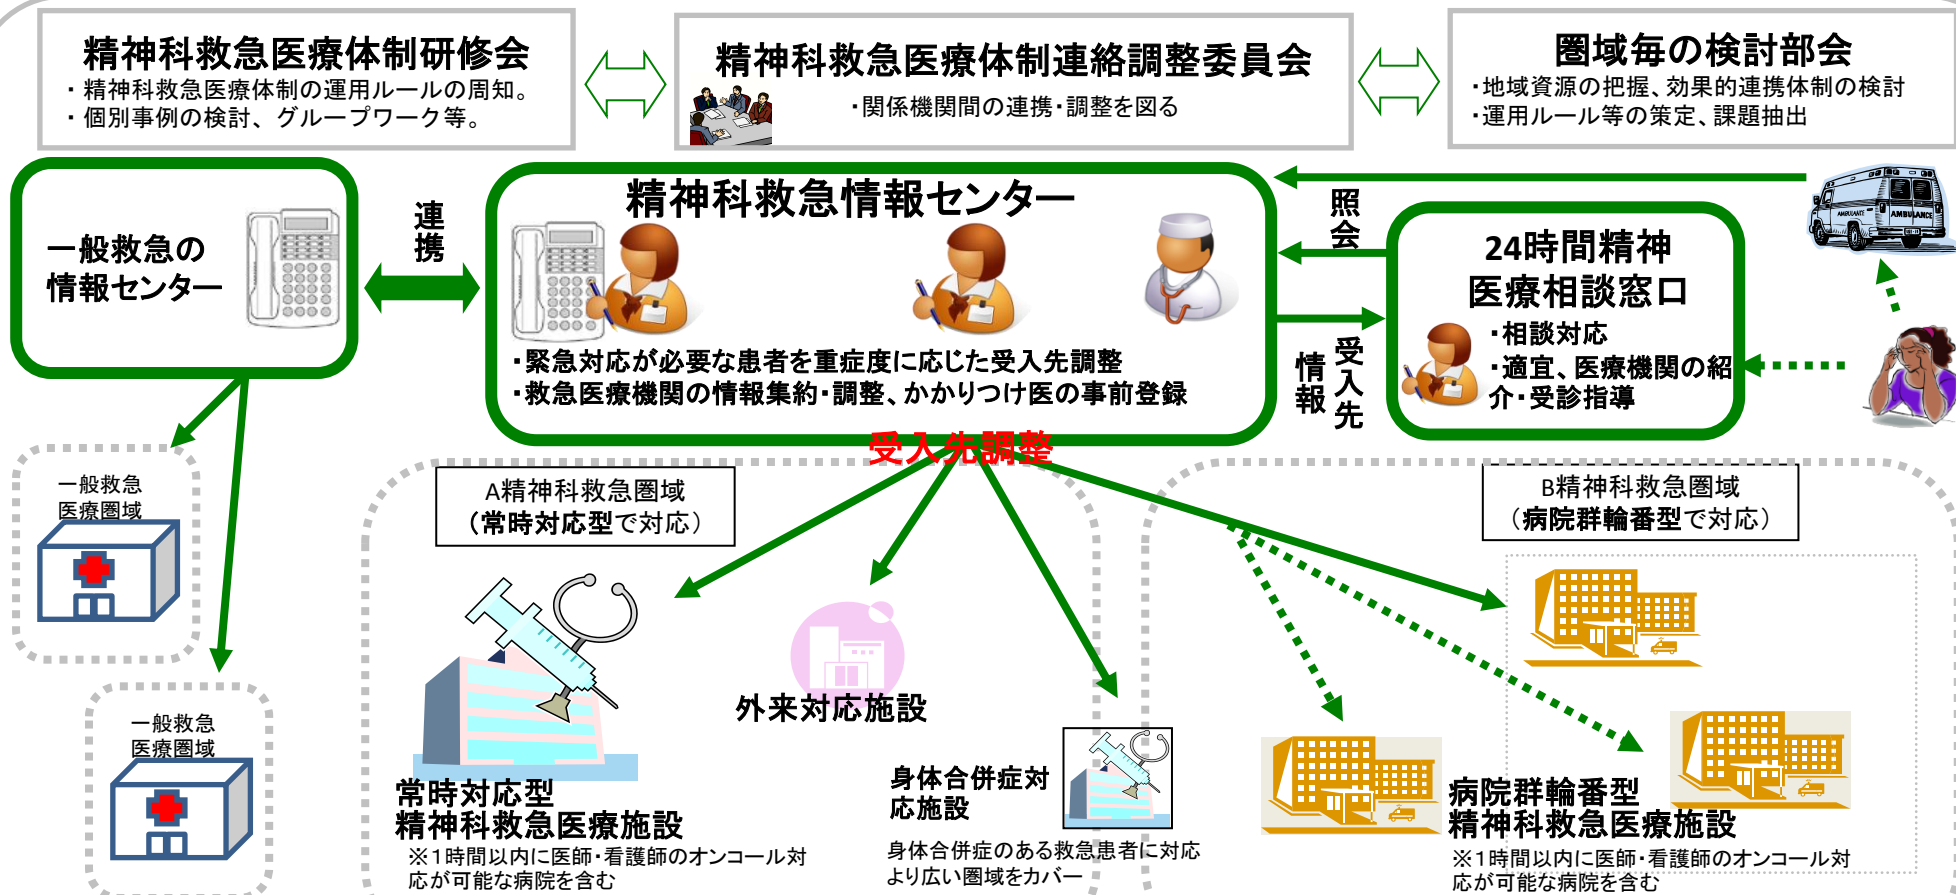 精神科救急医療体制研修会
・精神科救急医療体制の運用ルールの周知。
・個別事例の検討、グループワーク等。
精神科救急医療体制連絡調整委員会
・関係機関間の連携・調整を図る
圏域毎の検討部会
・地域資源の把握、効果的連携体制の検討
・運用ルール等の策定、課題抽出
一般救急の
情報センター
連携
精神科救急情報センター
・緊急対応が必要な患者を重症度に応じた受入先調整
・救急医療機関の情報集約・調整、かかりつけ医の事前登録
照会
受入先
情報
24時間精神
医療相談窓口
・相談対応
・適宜、医療機関の紹
介・受診指導
AMBULANCE
AMBULANCE
受入先調整
一般救急
医療圏域
一般救急
医療圏域
A精神科救急圏域
（常時対応型で対応）
B精神科救急圏域
（病院群輪番型で対応）
常時対応型
精神科救急医療施設
※1時間以内に医師・看護師のオンコール対
応が可能な病院を含む
外来対応施設
身体合併症対
応施設
身体合併症のある救急患者に対応
より広い圏域をカバー
病院群輪番型
精神科救急医療施設
※1時間以内に医師・看護師のオンコール対
応が可能な病院を含む